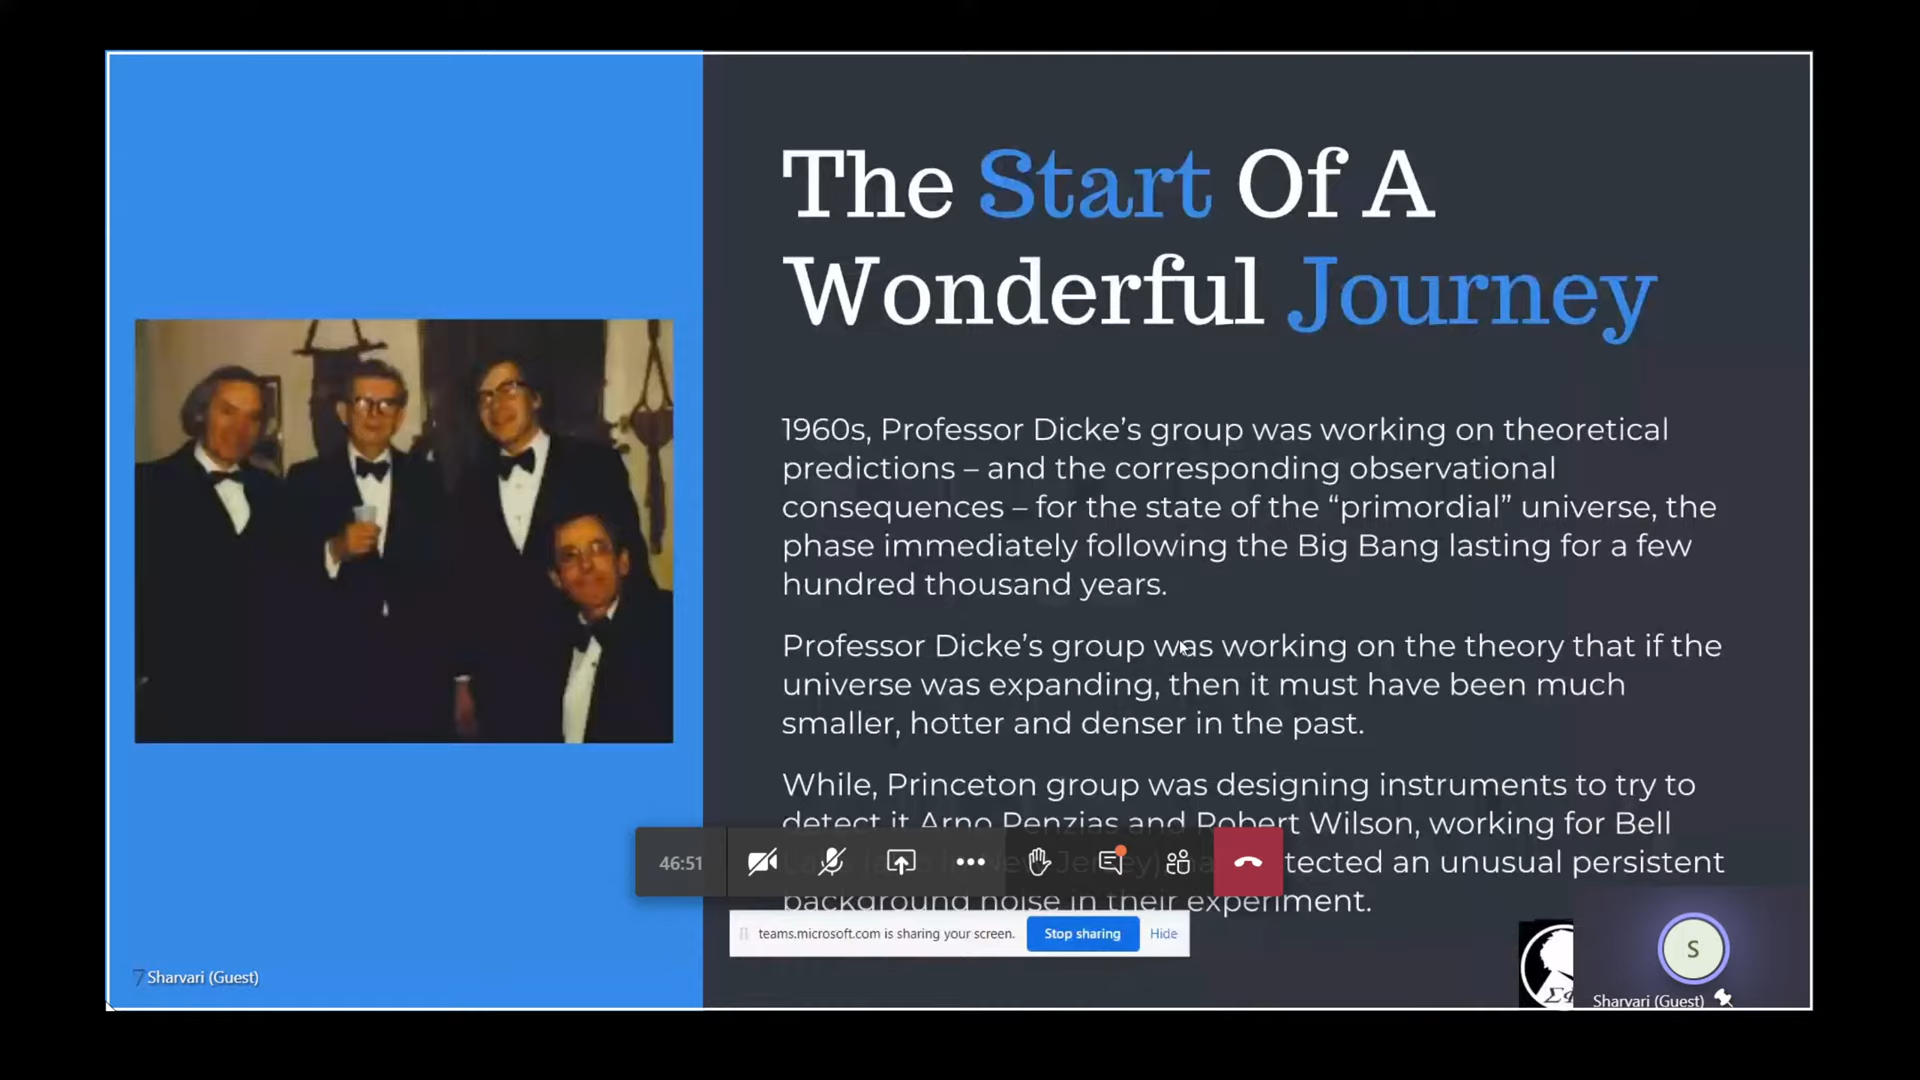 The Start Of A
Wonderful Journey
1960s, Professor Dicke’s group was working on theoretical
predictions – and the corresponding observational
consequences – for the state of the “primordial” universe, the
phase immediately following the Big Bang lasting for a few
hundred thousand years.
Professor Dicke’s group was working on the theory that if the
universe was expanding, then it must have been much
smaller, hotter and denser in the past.
While, Princeton group was designing instruments to try to
detect it Arno Penzias and Robert Wilson, working for Bell
in New Jersey) tected an unusual persistent
background noise in their experiment.
46:51
teams.microsoft.com is sharing your screen. Stop sharing Hide
7 Sharvari (Guest)
S
Sharvari (Guest)
ΣΦ